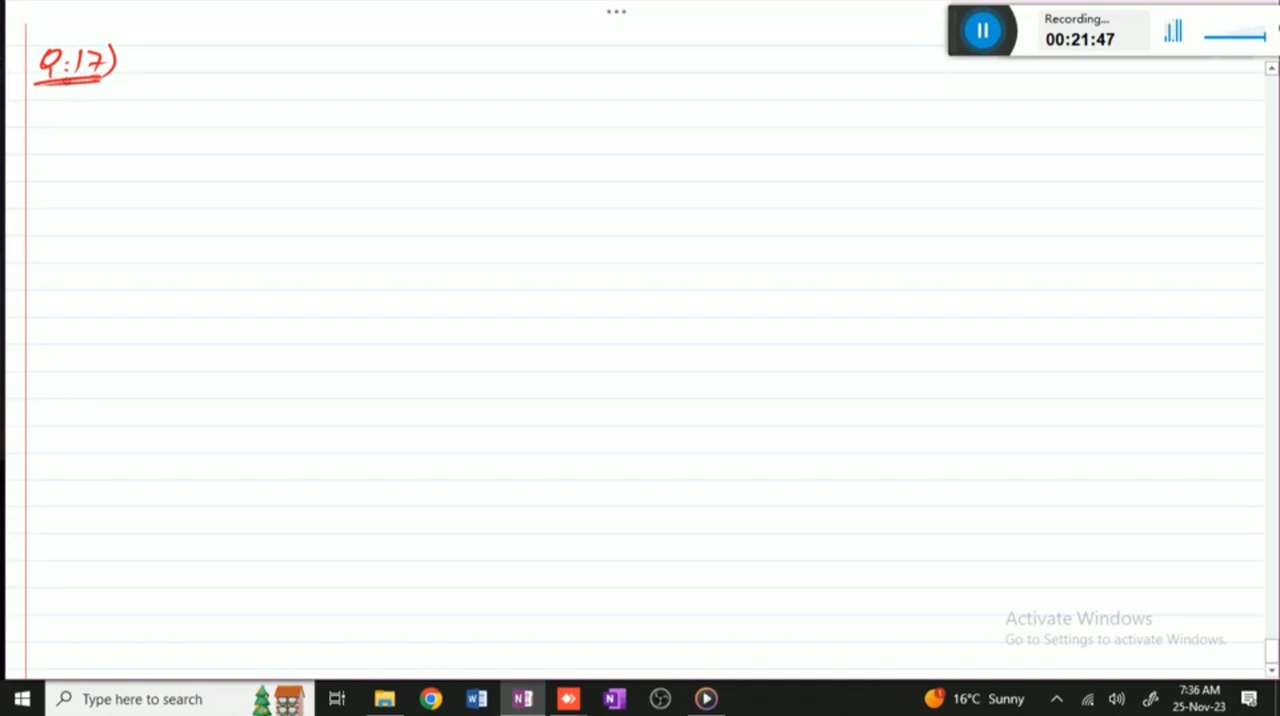 Recording...
00:21:47
Q:17)
Activate Windows
Go to Settings to activate Windows.
Type here to search
16°C Sunny
7:36 AM
25-Nov-23